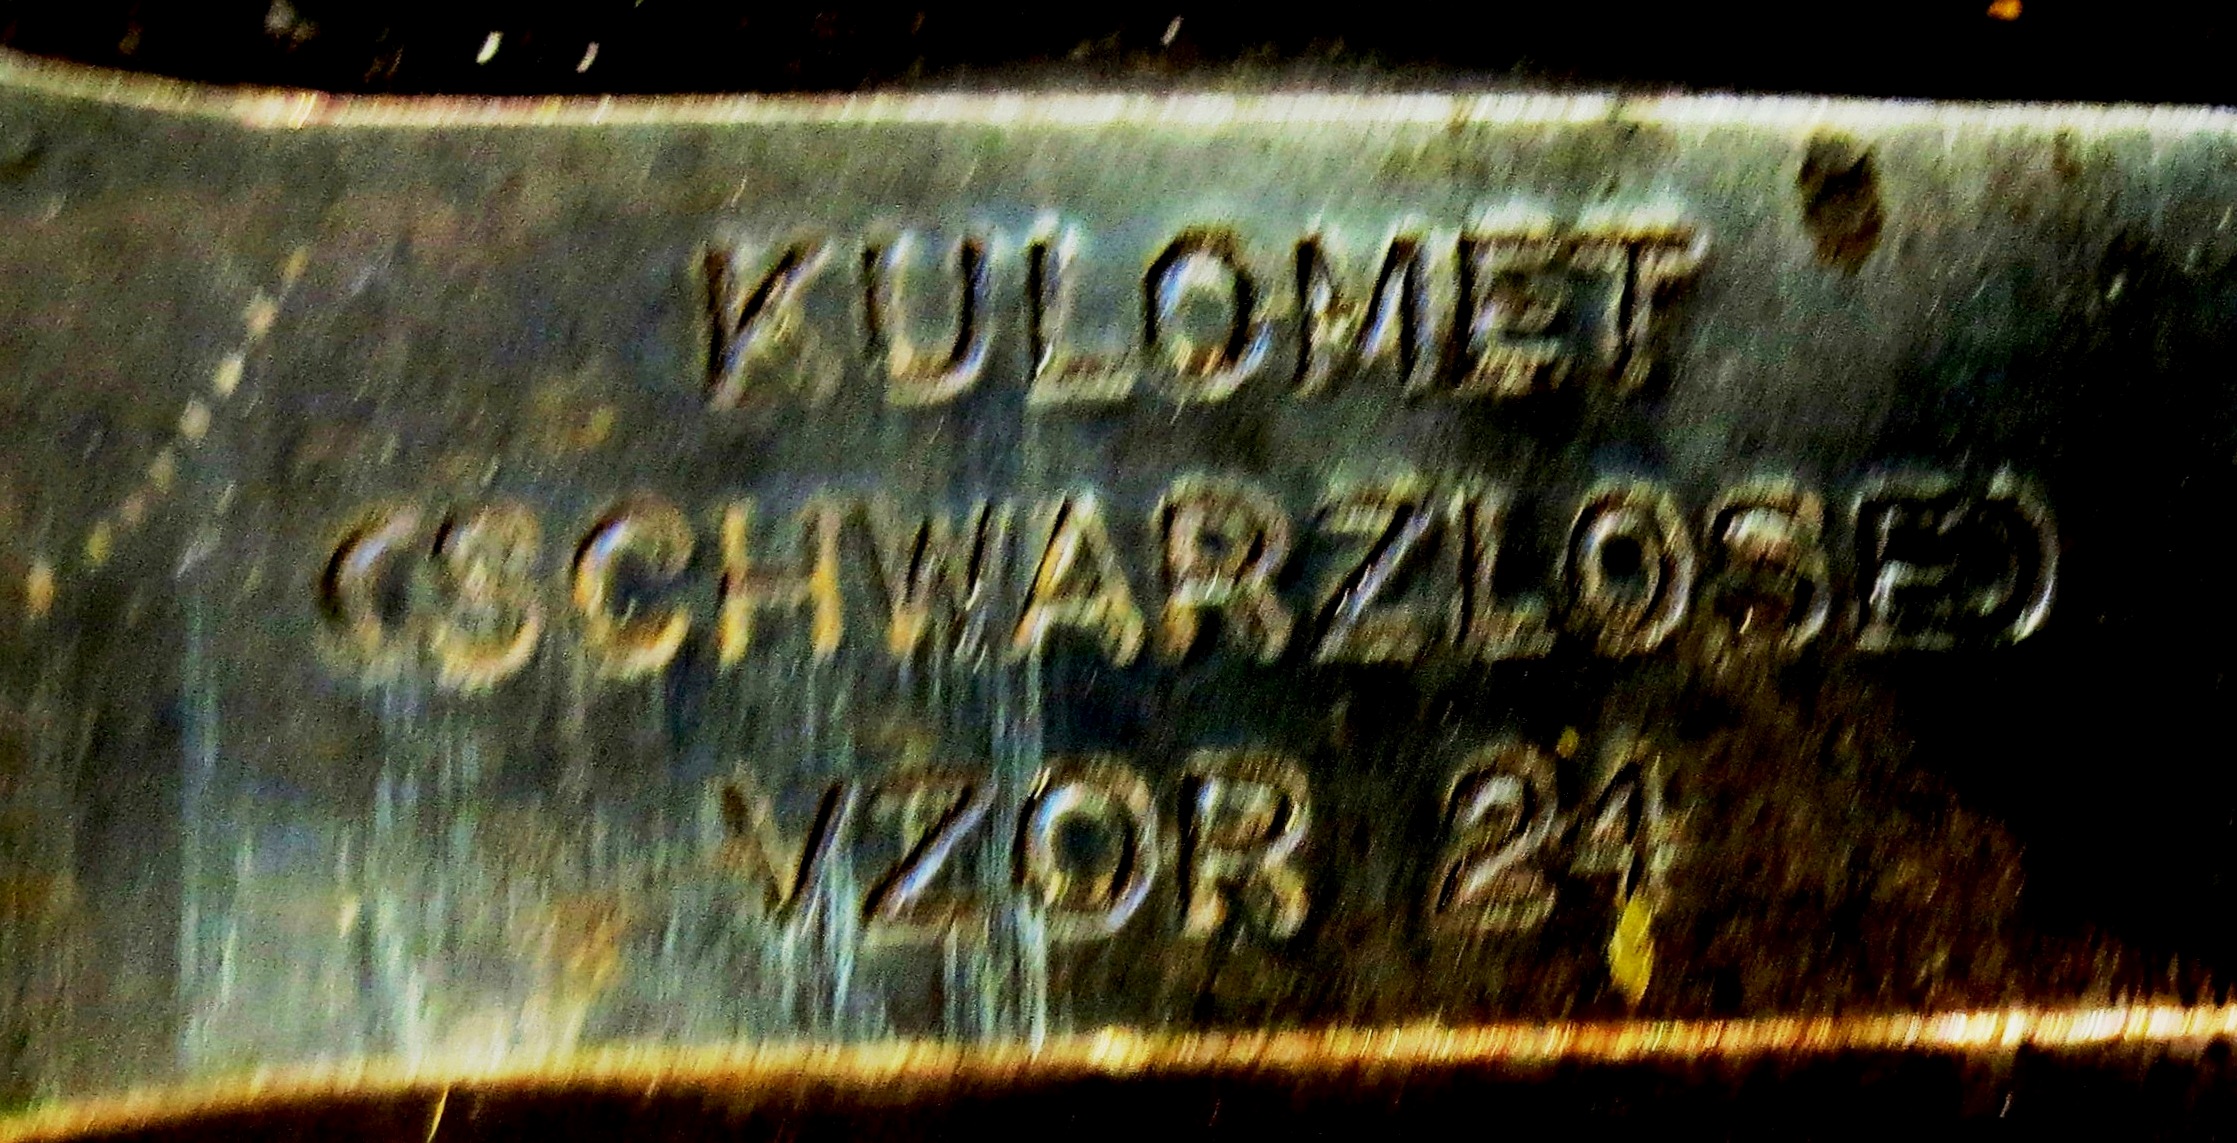 KULOMET
(SCHWARZLOSE)
VZOR 24